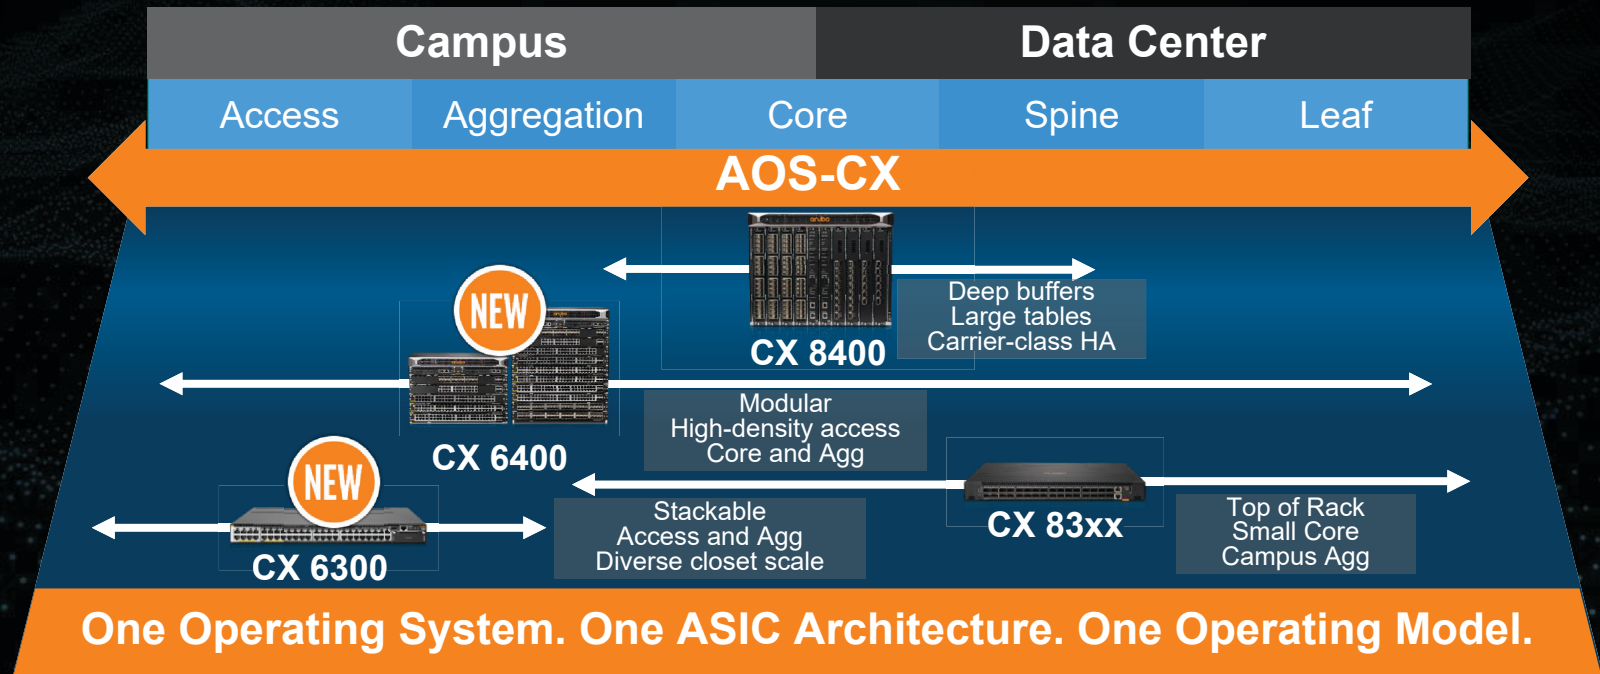 Campus
Data Center
Access
Aggregation
Core
Spine
Leaf
AOS-CX
aruba
CX 8400
Deep buffers
Large tables
Carrier-class HA
NEW
aruba
aruba
CX 6400
Modular
High-density access
Core and Agg
NEW
CX 6300
Stackable
Access and Agg
Diverse closet scale
CX 83xx
Top of Rack
Small Core
Campus Agg
One Operating System. One ASIC Architecture. One Operating Model.